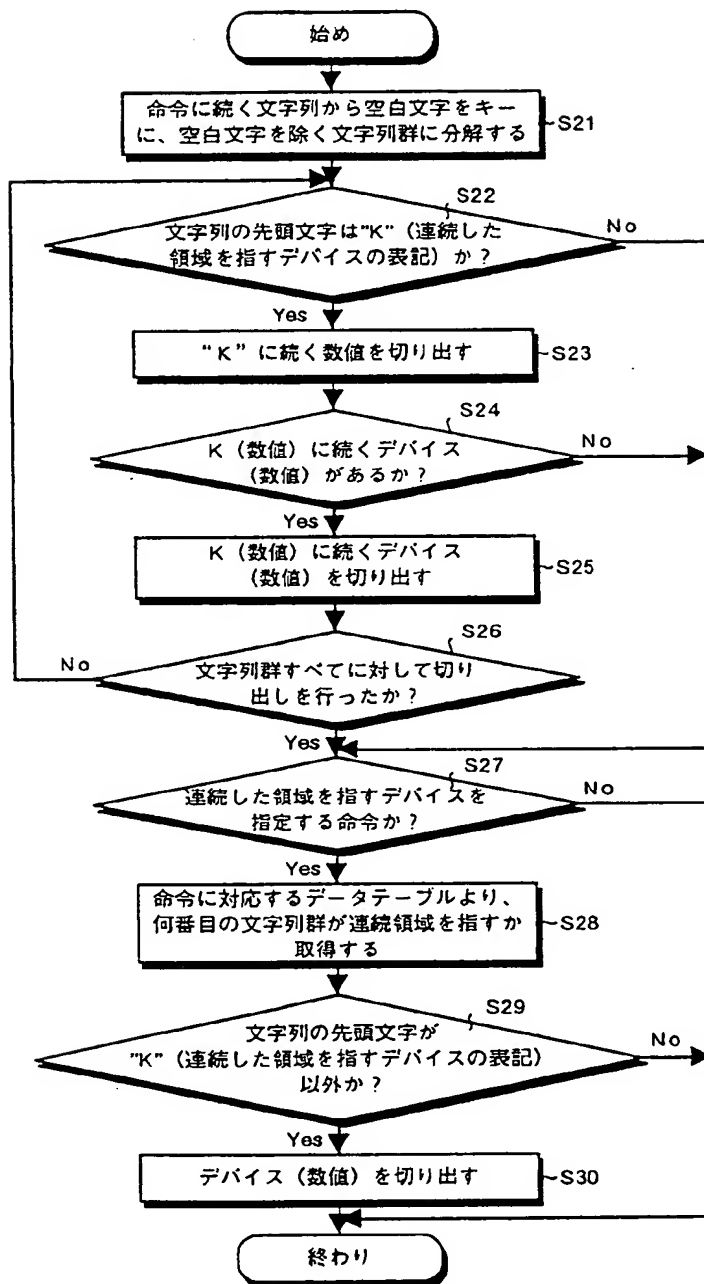 始め
命令に続く文字列から空白文字をキー
に、空白文字を除く文字列群に分解する
S21
S22
文字列の先頭文字は"K"（連続した
領域を指すデバイスの表記）か？
No
Yes
"K"に続く数値を切り出す
S23
S24
K（数値）に続くデバイス
（数値）があるか？
No
Yes
K（数値）に続くデバイス
（数値）を切り出す
S25
S26
No
文字列群すべてに対して切り
出しを行ったか？
Yes
S27
連続した領域を指すデバイスを
指定する命令か？
No
Yes
命令に対応するデータテーブルより、
何番目の文字列群が連続領域を指すか
取得する
S28
S29
文字列の先頭文字が
"K"（連続した領域を指すデバイスの表記）
以外か？
No
Yes
デバイス（数値）を切り出す
S30
終わり